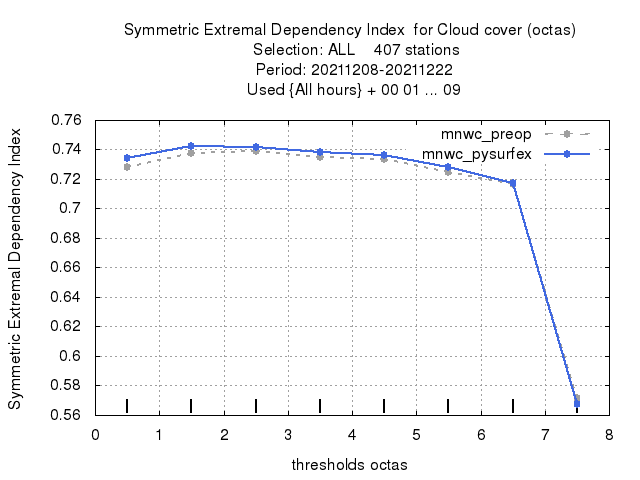 Symmetric Extremal Dependency Index  for Cloud cover (octas)
Selection: ALL    407 stations
Period: 20211208-20211222
Used {All hours} + 00 01 ... 09
Symmetric Extremal Dependency Index
0.76
0.74
0.72
0.7
0.68
0.66
0.64
0.62
0.6
0.58
0.56
mnwc_preop
mnwc_pysurfex
0 1 2 3 4 5 6 7 8
thresholds octas